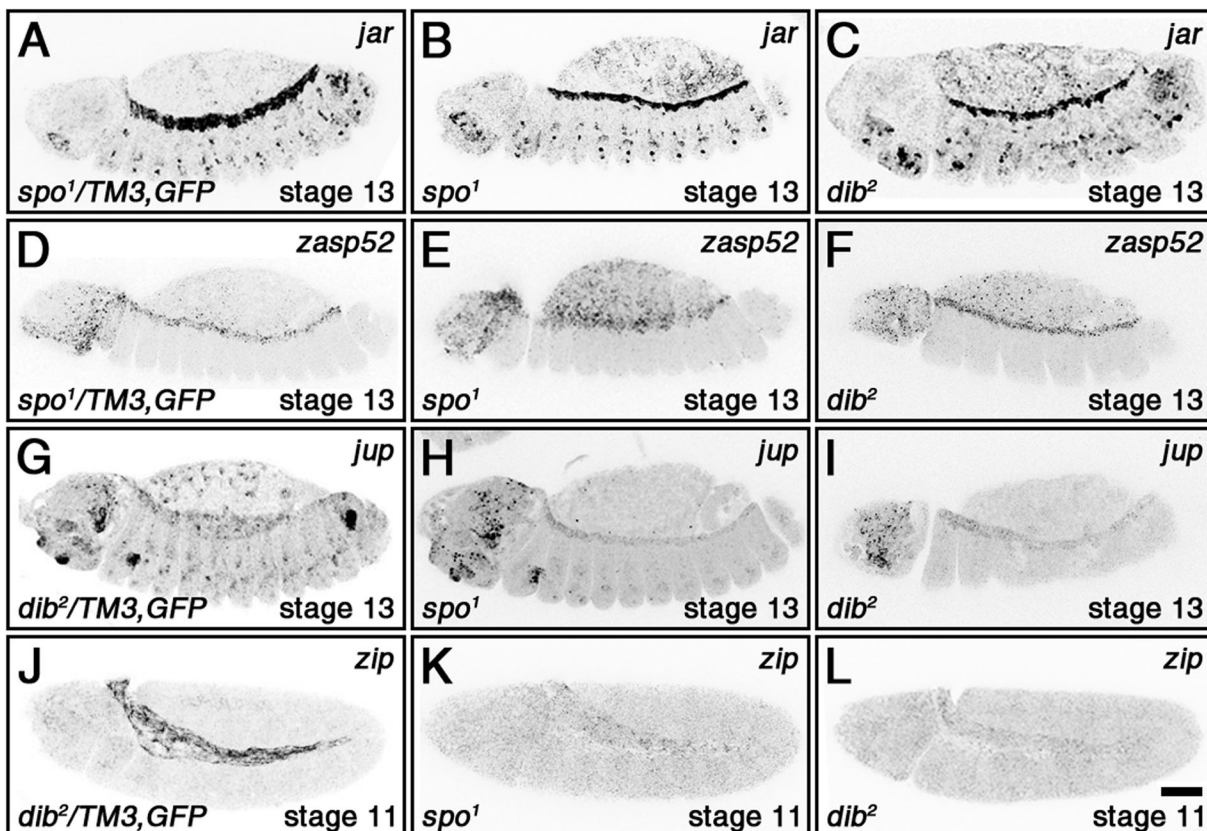 A jar
spo¹/TM3,GFP stage 13
B jar
spo¹ stage 13
C jar
dib² stage 13
D zasp52
spo¹/TM3,GFP stage 13
E zasp52
spo¹ stage 13
F zasp52
dib² stage 13
G jup
dib²/TM3,GFP stage 13
H jup
spo¹ stage 13
I jup
dib² stage 13
J zip
dib²/TM3,GFP stage 11
K zip
spo¹ stage 11
L zip
dib² stage 11